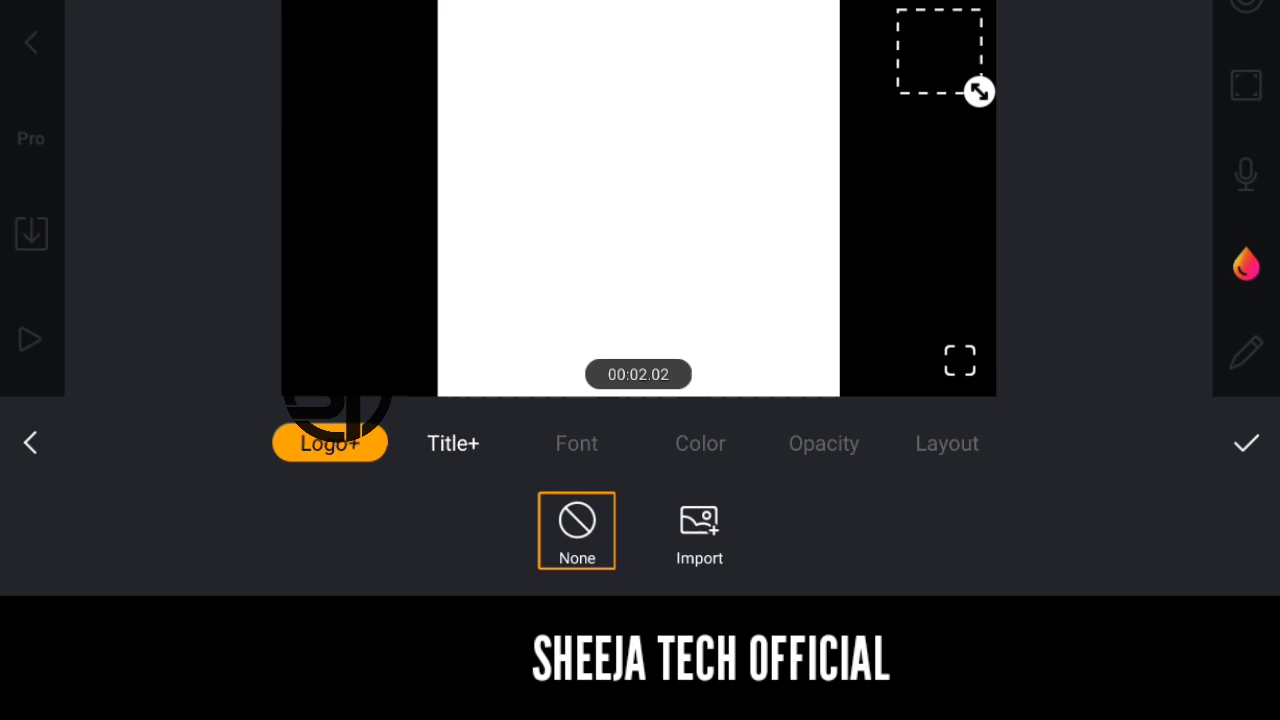 Pro
00:02.02
Logo+ Title+ Font Color Opacity Layout
None Import
SHEEJA TECH OFFICIAL